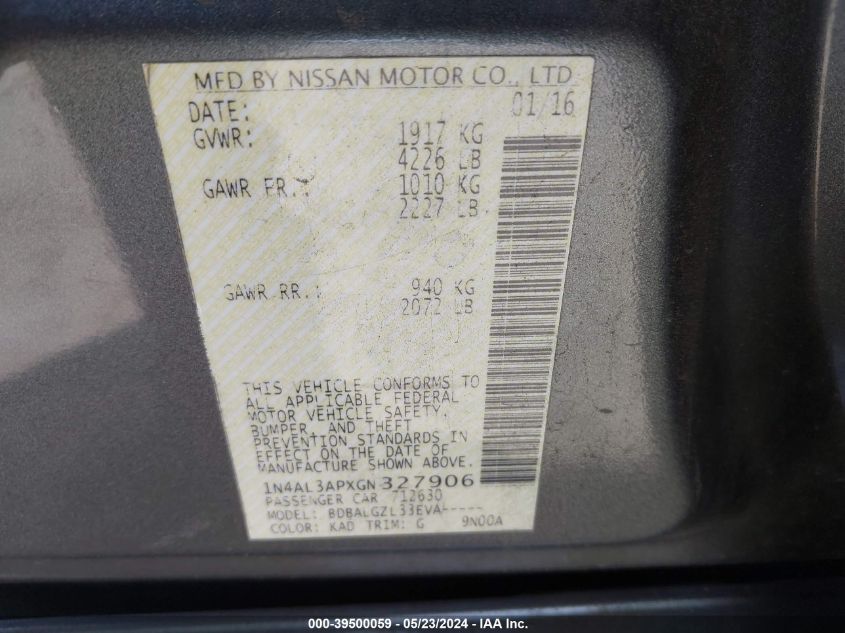 MFD BY NISSAN MOTOR CO., LTD
DATE: 01/16
GVWR: 1917 KG
4226 LB
GAWR FR.: 1010 KG
2227 LB
GAWR RR.: 940 KG
2072 LB
THIS VEHICLE CONFORMS TO
ALL APPLICABLE FEDERAL
MOTOR VEHICLE SAFETY,
BUMPER, AND THEFT
PREVENTION STANDARDS IN
EFFECT ON THE DATE OF
MANUFACTURE SHOWN ABOVE.
1N4AL3APXGN327906
PASSENGER CAR 712630
MODEL: BDBALGZL33EVA-----
COLOR: KAD TRIM: G 9N00A
000-39500059 / 05/23/2024 - IAA Inc.